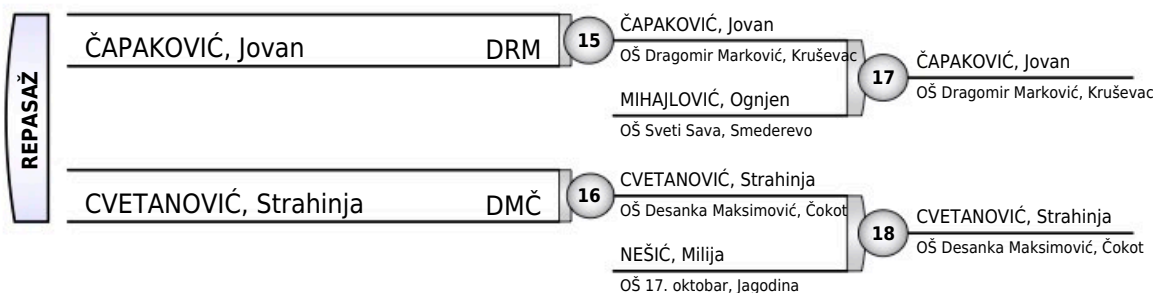 REPASAŽ
ČAPAKOVIĆ, Jovan DRM
15
ČAPAKOVIĆ, Jovan
OŠ Dragomir Marković, Kruševac
MIHAJLOVIĆ, Ognjen
OŠ Sveti Sava, Smederevo
17
ČAPAKOVIĆ, Jovan
OŠ Dragomir Marković, Kruševac
CVETANOVIĆ, Strahinja DMČ
16
CVETANOVIĆ, Strahinja
OŠ Desanka Maksimović, Čokot
NEŠIĆ, Milija
OŠ 17. oktobar, Jagodina
18
CVETANOVIĆ, Strahinja
OŠ Desanka Maksimović, Čokot